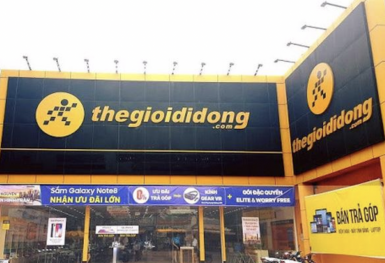 thegioididong
.com
thegioididong
.com
Sắm Galaxy Note8
NHẬN ƯU ĐÃI LỚN
0%
ƯU ĐÃI
TRẢ GÓP
KÍNH
GEAR VR
+
GÓI ĐẶC QUYỀN
ELITE & WORRY FREE
BÁN TRẢ GÓP